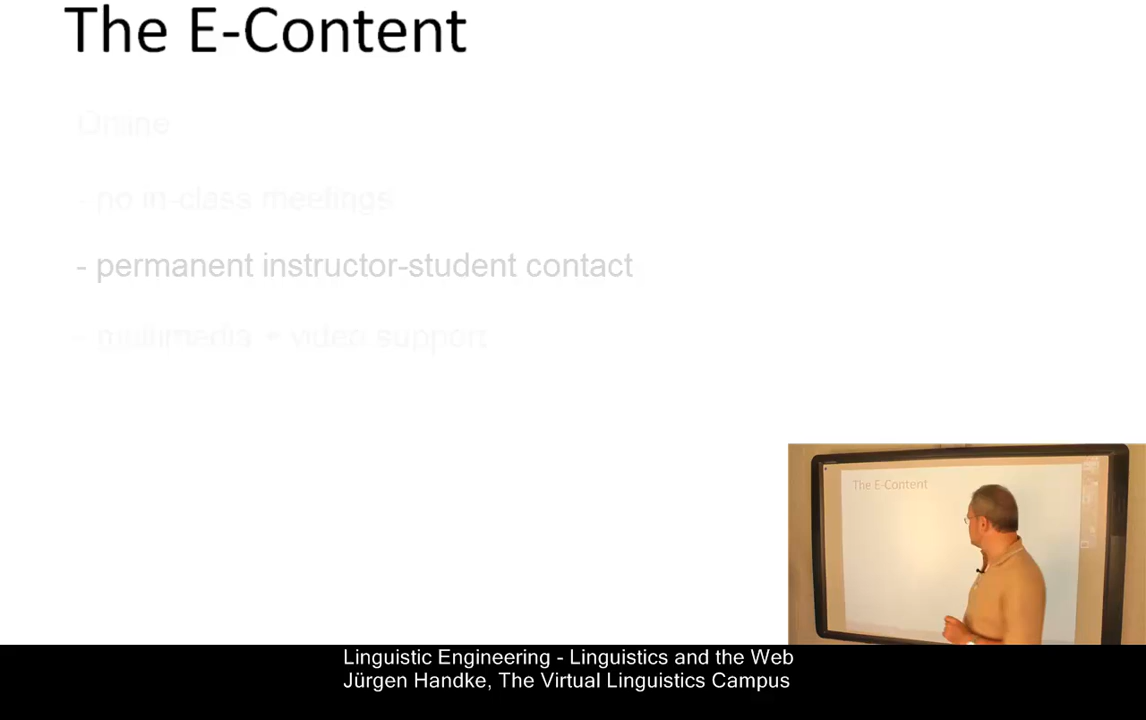 The E-Content
Online
- no in-class meetings
- permanent instructor-student contact
- multimedia + video support
The E-Content
Linguistic Engineering - Linguistics and the Web
Jürgen Handke, The Virtual Linguistics Campus